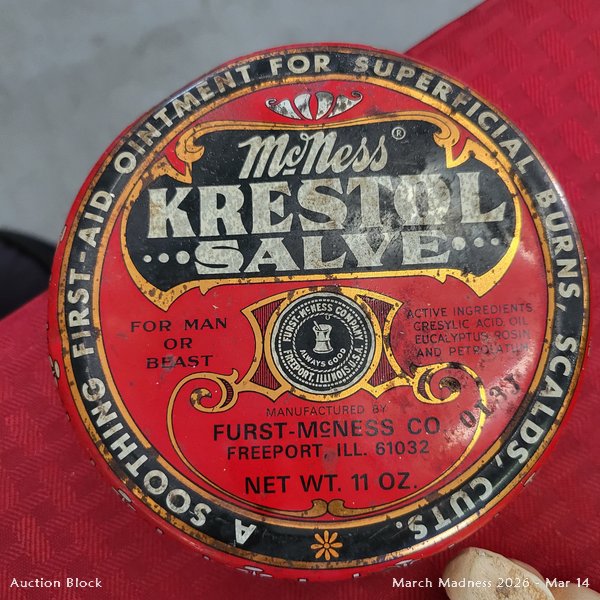 A SOOTHING FIRST-AID OINTMENT FOR SUPERFICIAL BURNS, SCALDS, CUTS.
McNess®
KRESTOL
SALVE
FOR MAN
OR
BEAST
FURST-McNESS COMPANY
ALWAYS GOOD
FREEPORT, ILLINOIS, U.S.A.
ACTIVE INGREDIENTS
CRESYLIC ACID, OIL
EUCALYPTUS, ROSIN
AND PETROLATUM
MANUFACTURED BY
FURST-McNESS CO.
FREEPORT, ILL. 61032
NET WT. 11 OZ.
Auction Block
March Madness 2026 - Mar 14